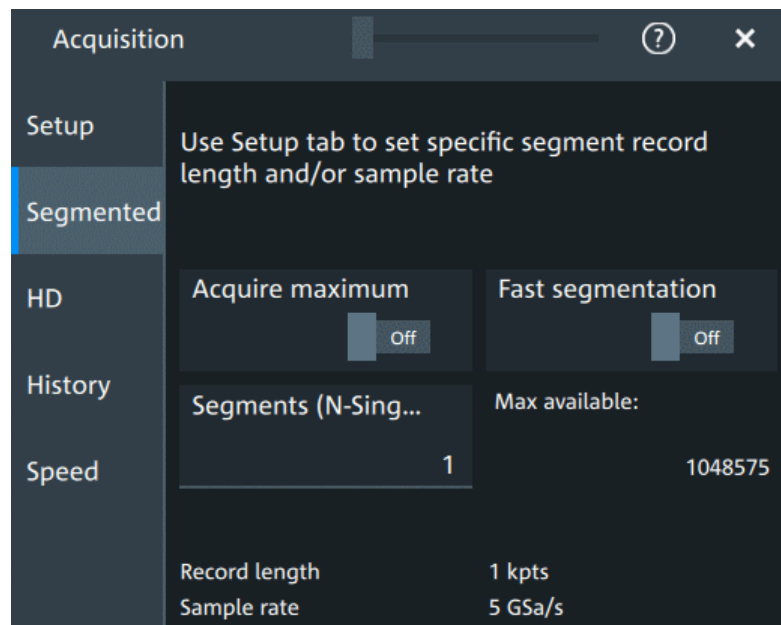 Acquisition ?
Setup
Segmented
HD
History
Speed
Use Setup tab to set specific segment record
length and/or sample rate
Acquire maximum
Off
Fast segmentation
Off
Segments (N-Sing...
1
Max available:
1048575
Record length 1 kpts
Sample rate 5 GSa/s